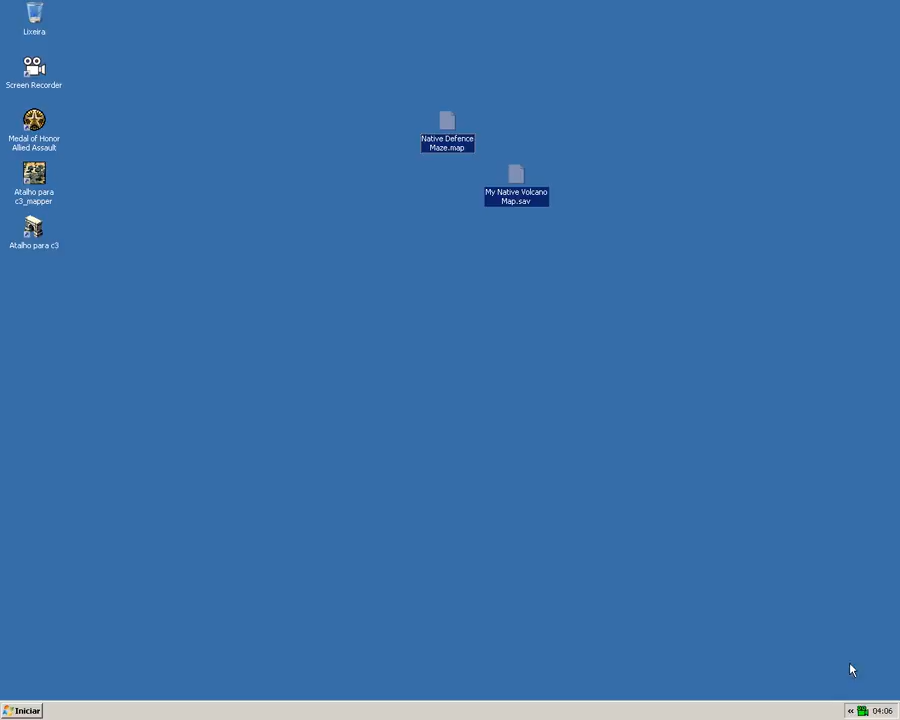 Lixeira
Screen Recorder
Medal of Honor
Allied Assault
Atalho para
c3_mapper
Atalho para c3
Native Defence
Maze.map
My Native Volcano
Map.sav
Iniciar
«
04:06